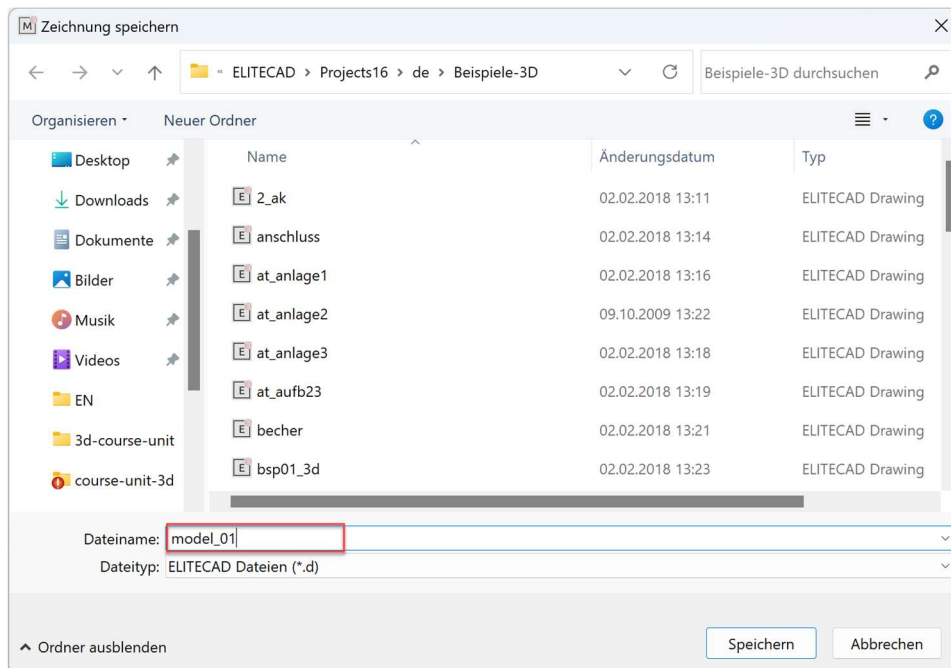 M Zeichnung speichern
« ELITECAD > Projects16 > de > Beispiele-3D
Beispiele-3D durchsuchen
Organisieren Neuer Ordner
?
Name Änderungsdatum Typ
Desktop
Downloads
Dokumente
Bilder
Musik
Videos
EN
3d-course-unit
course-unit-3d
E 2_ak 02.02.2018 13:11 ELITECAD Drawing
E anschluss 02.02.2018 13:14 ELITECAD Drawing
E at_anlage1 02.02.2018 13:16 ELITECAD Drawing
E at_anlage2 09.10.2009 13:22 ELITECAD Drawing
E at_anlage3 02.02.2018 13:18 ELITECAD Drawing
E at_aufb23 02.02.2018 13:19 ELITECAD Drawing
E becher 02.02.2018 13:21 ELITECAD Drawing
E bsp01_3d 02.02.2018 13:23 ELITECAD Drawing
Dateiname: model_01
Dateityp: ELITECAD Dateien (*.d)
Ordner ausblenden
Speichern Abbrechen